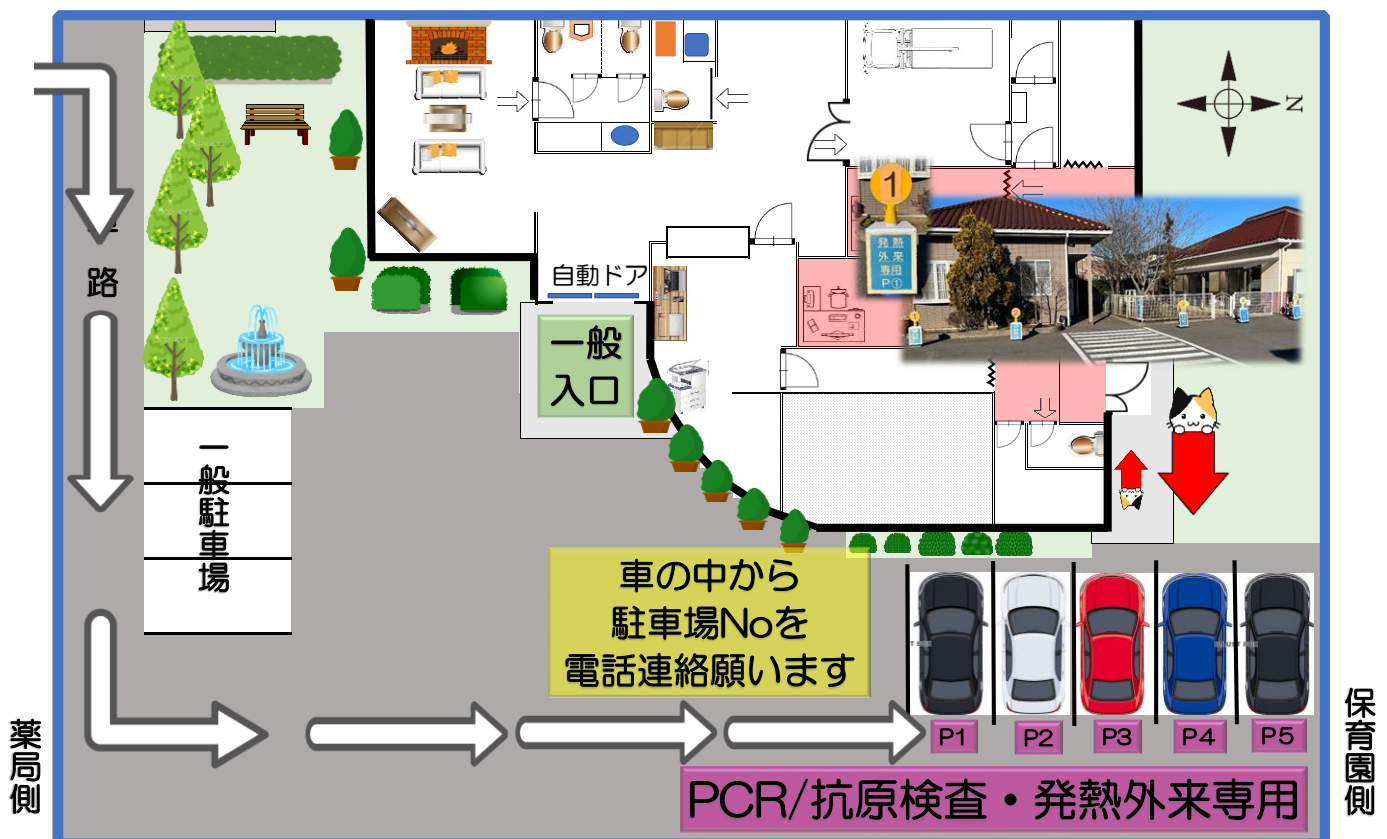 N
①
発熱
外来
専用
P①
路
自動ドア
一般
入口
一般駐車場
車の中から
駐車場Noを
電話連絡願います
薬局側
保育園側
P1
P2
P3
P4
P5
PCR/抗原検査・発熱外来専用